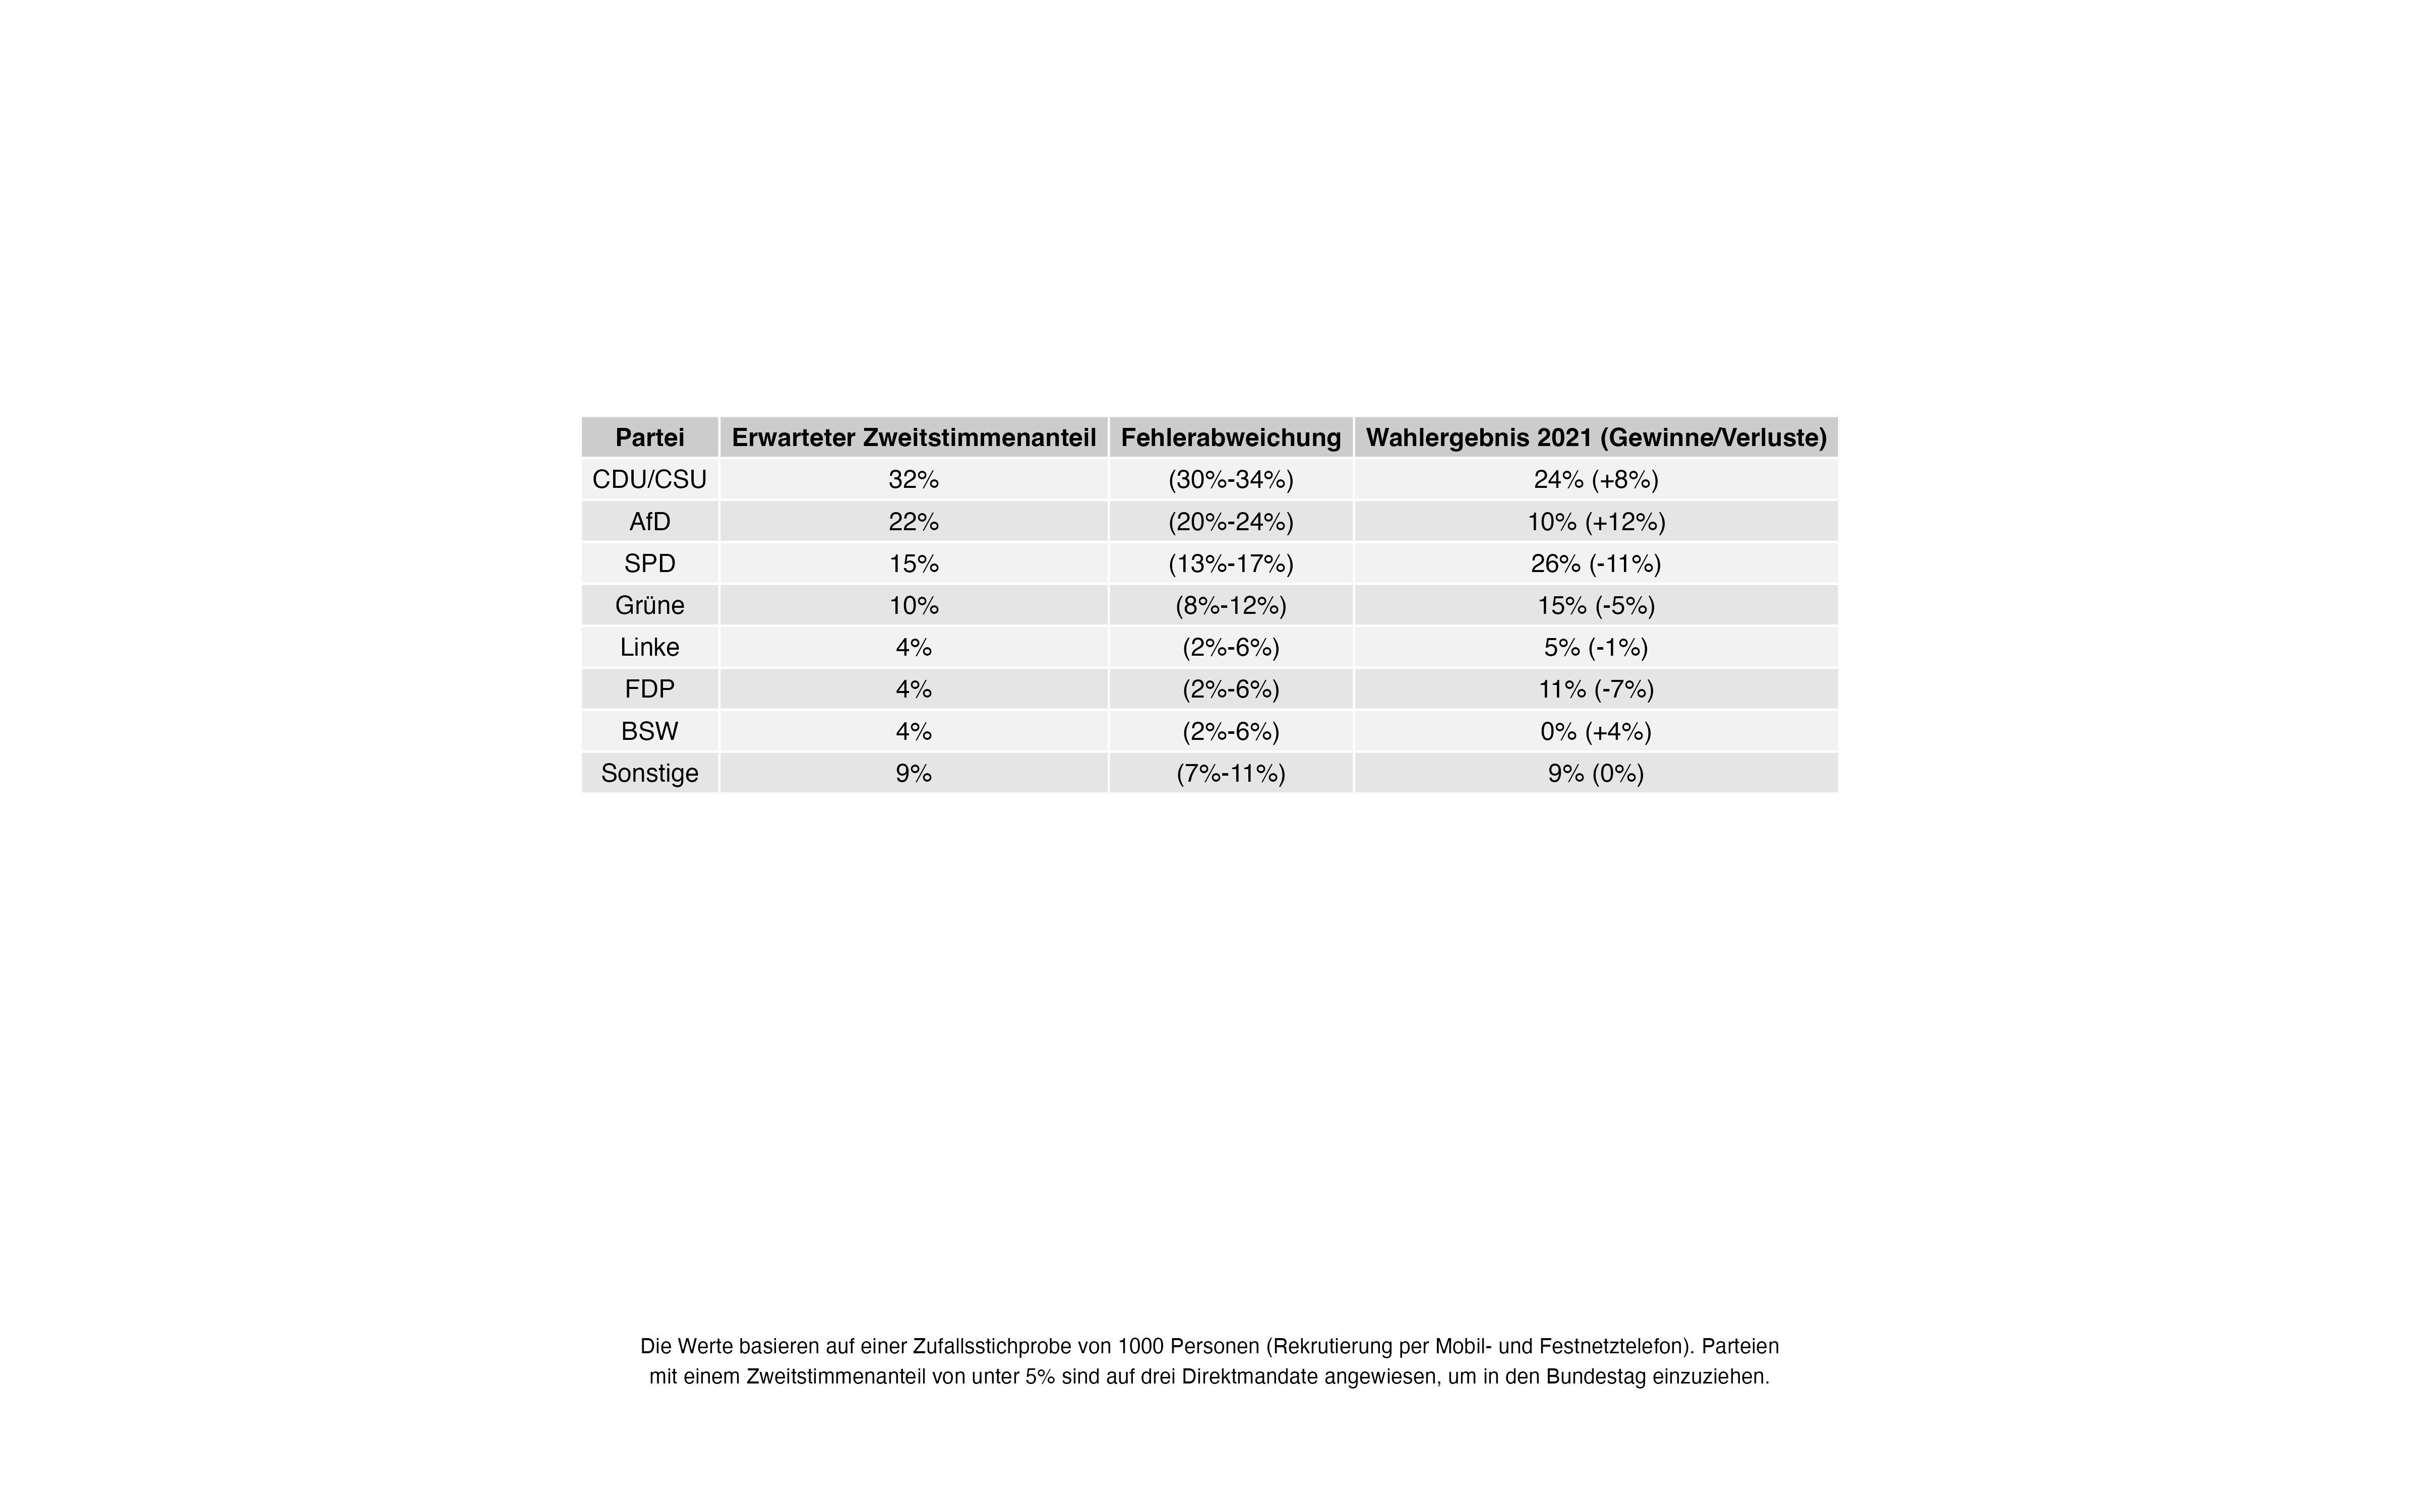 Partei Erwarteter Zweitstimmenanteil Fehlerabweichung Wahlergebnis 2021 (Gewinne/Verluste)
CDU/CSU 32% (30%-34%) 24% (+8%)
AfD 22% (20%-24%) 10% (+12%)
SPD 15% (13%-17%) 26% (-11%)
Grüne 10% (8%-12%) 15% (-5%)
Linke 4% (2%-6%) 5% (-1%)
FDP 4% (2%-6%) 11% (-7%)
BSW 4% (2%-6%) 0% (+4%)
Sonstige 9% (7%-11%) 9% (0%)
Die Werte basieren auf einer Zufallsstichprobe von 1000 Personen (Rekrutierung per Mobil- und Festnetztelefon). Parteien
mit einem Zweitstimmenanteil von unter 5% sind auf drei Direktmandate angewiesen, um in den Bundestag einzuziehen.